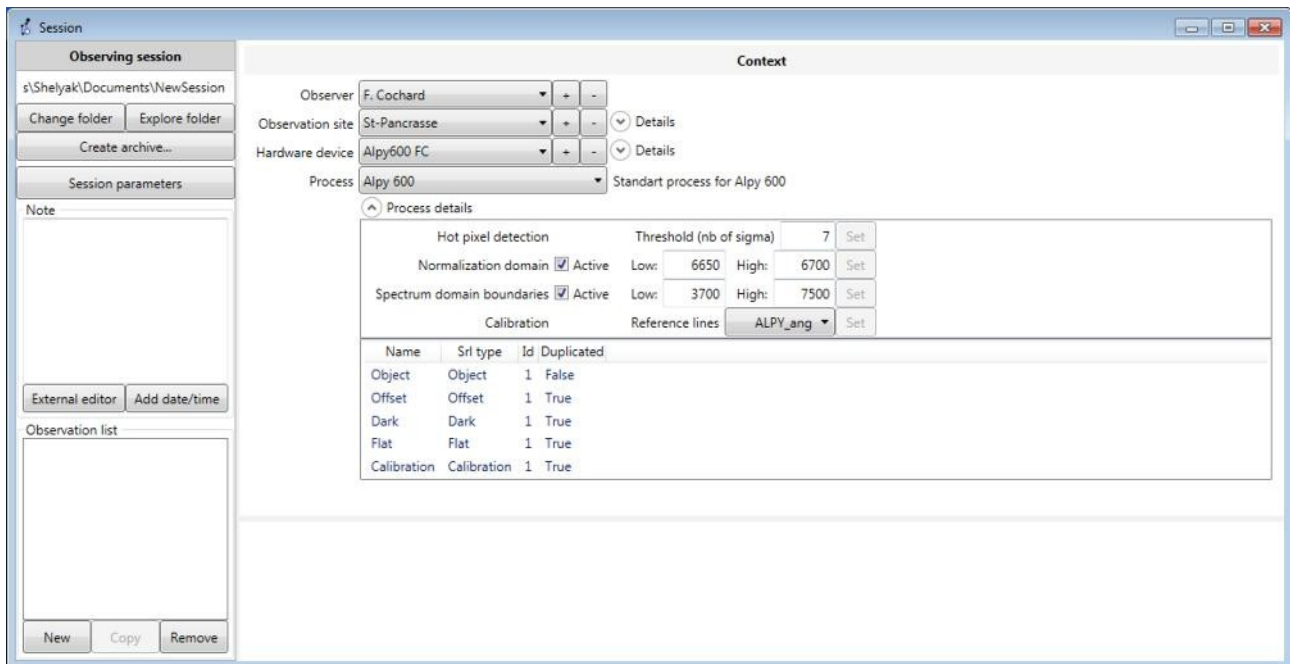 Session
Observing session
s\Shelyak\Documents\NewSession
Change folder Explore folder
Create archive...
Session parameters
Note
External editor Add date/time
Observation list
New Copy Remove
Context
Observer F. Cochard + -
Observation site St-Pancrasse + - Details
Hardware device Alpy600 FC + - Details
Process Alpy 600 Standart process for Alpy 600
Process details
Hot pixel detection Threshold (nb of sigma) 7 Set
Normalization domain Active Low: 6650 High: 6700 Set
Spectrum domain boundaries Active Low: 3700 High: 7500 Set
Calibration Reference lines ALPY_ang Set
Name Srl type Id Duplicated
Object Object 1 False
Offset Offset 1 True
Dark Dark 1 True
Flat Flat 1 True
Calibration Calibration 1 True